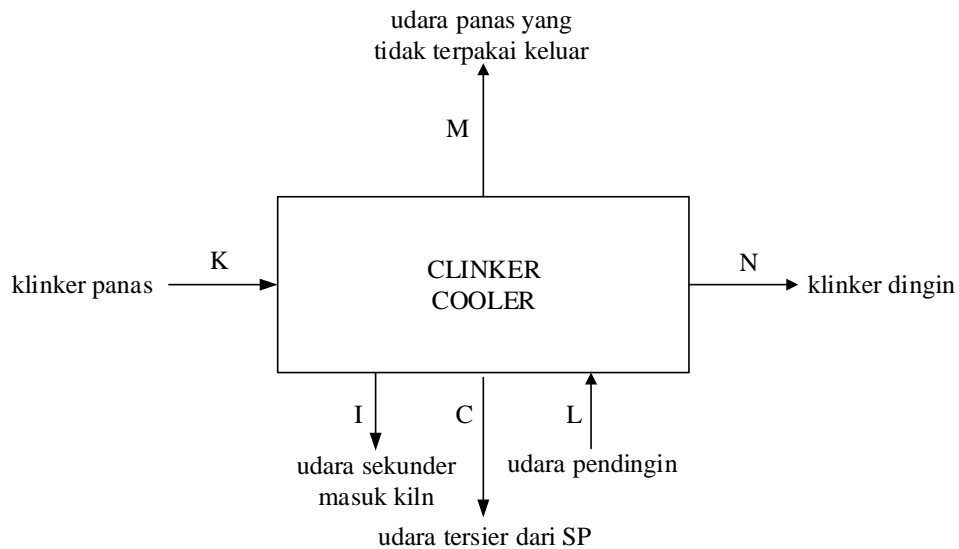 udara panas yang
tidak terpakai keluar
M
K
klinker panas
CLINKER
COOLER
N
klinker dingin
I
C
L
udara sekunder
masuk kiln
udara pendingin
udara tersier dari SP